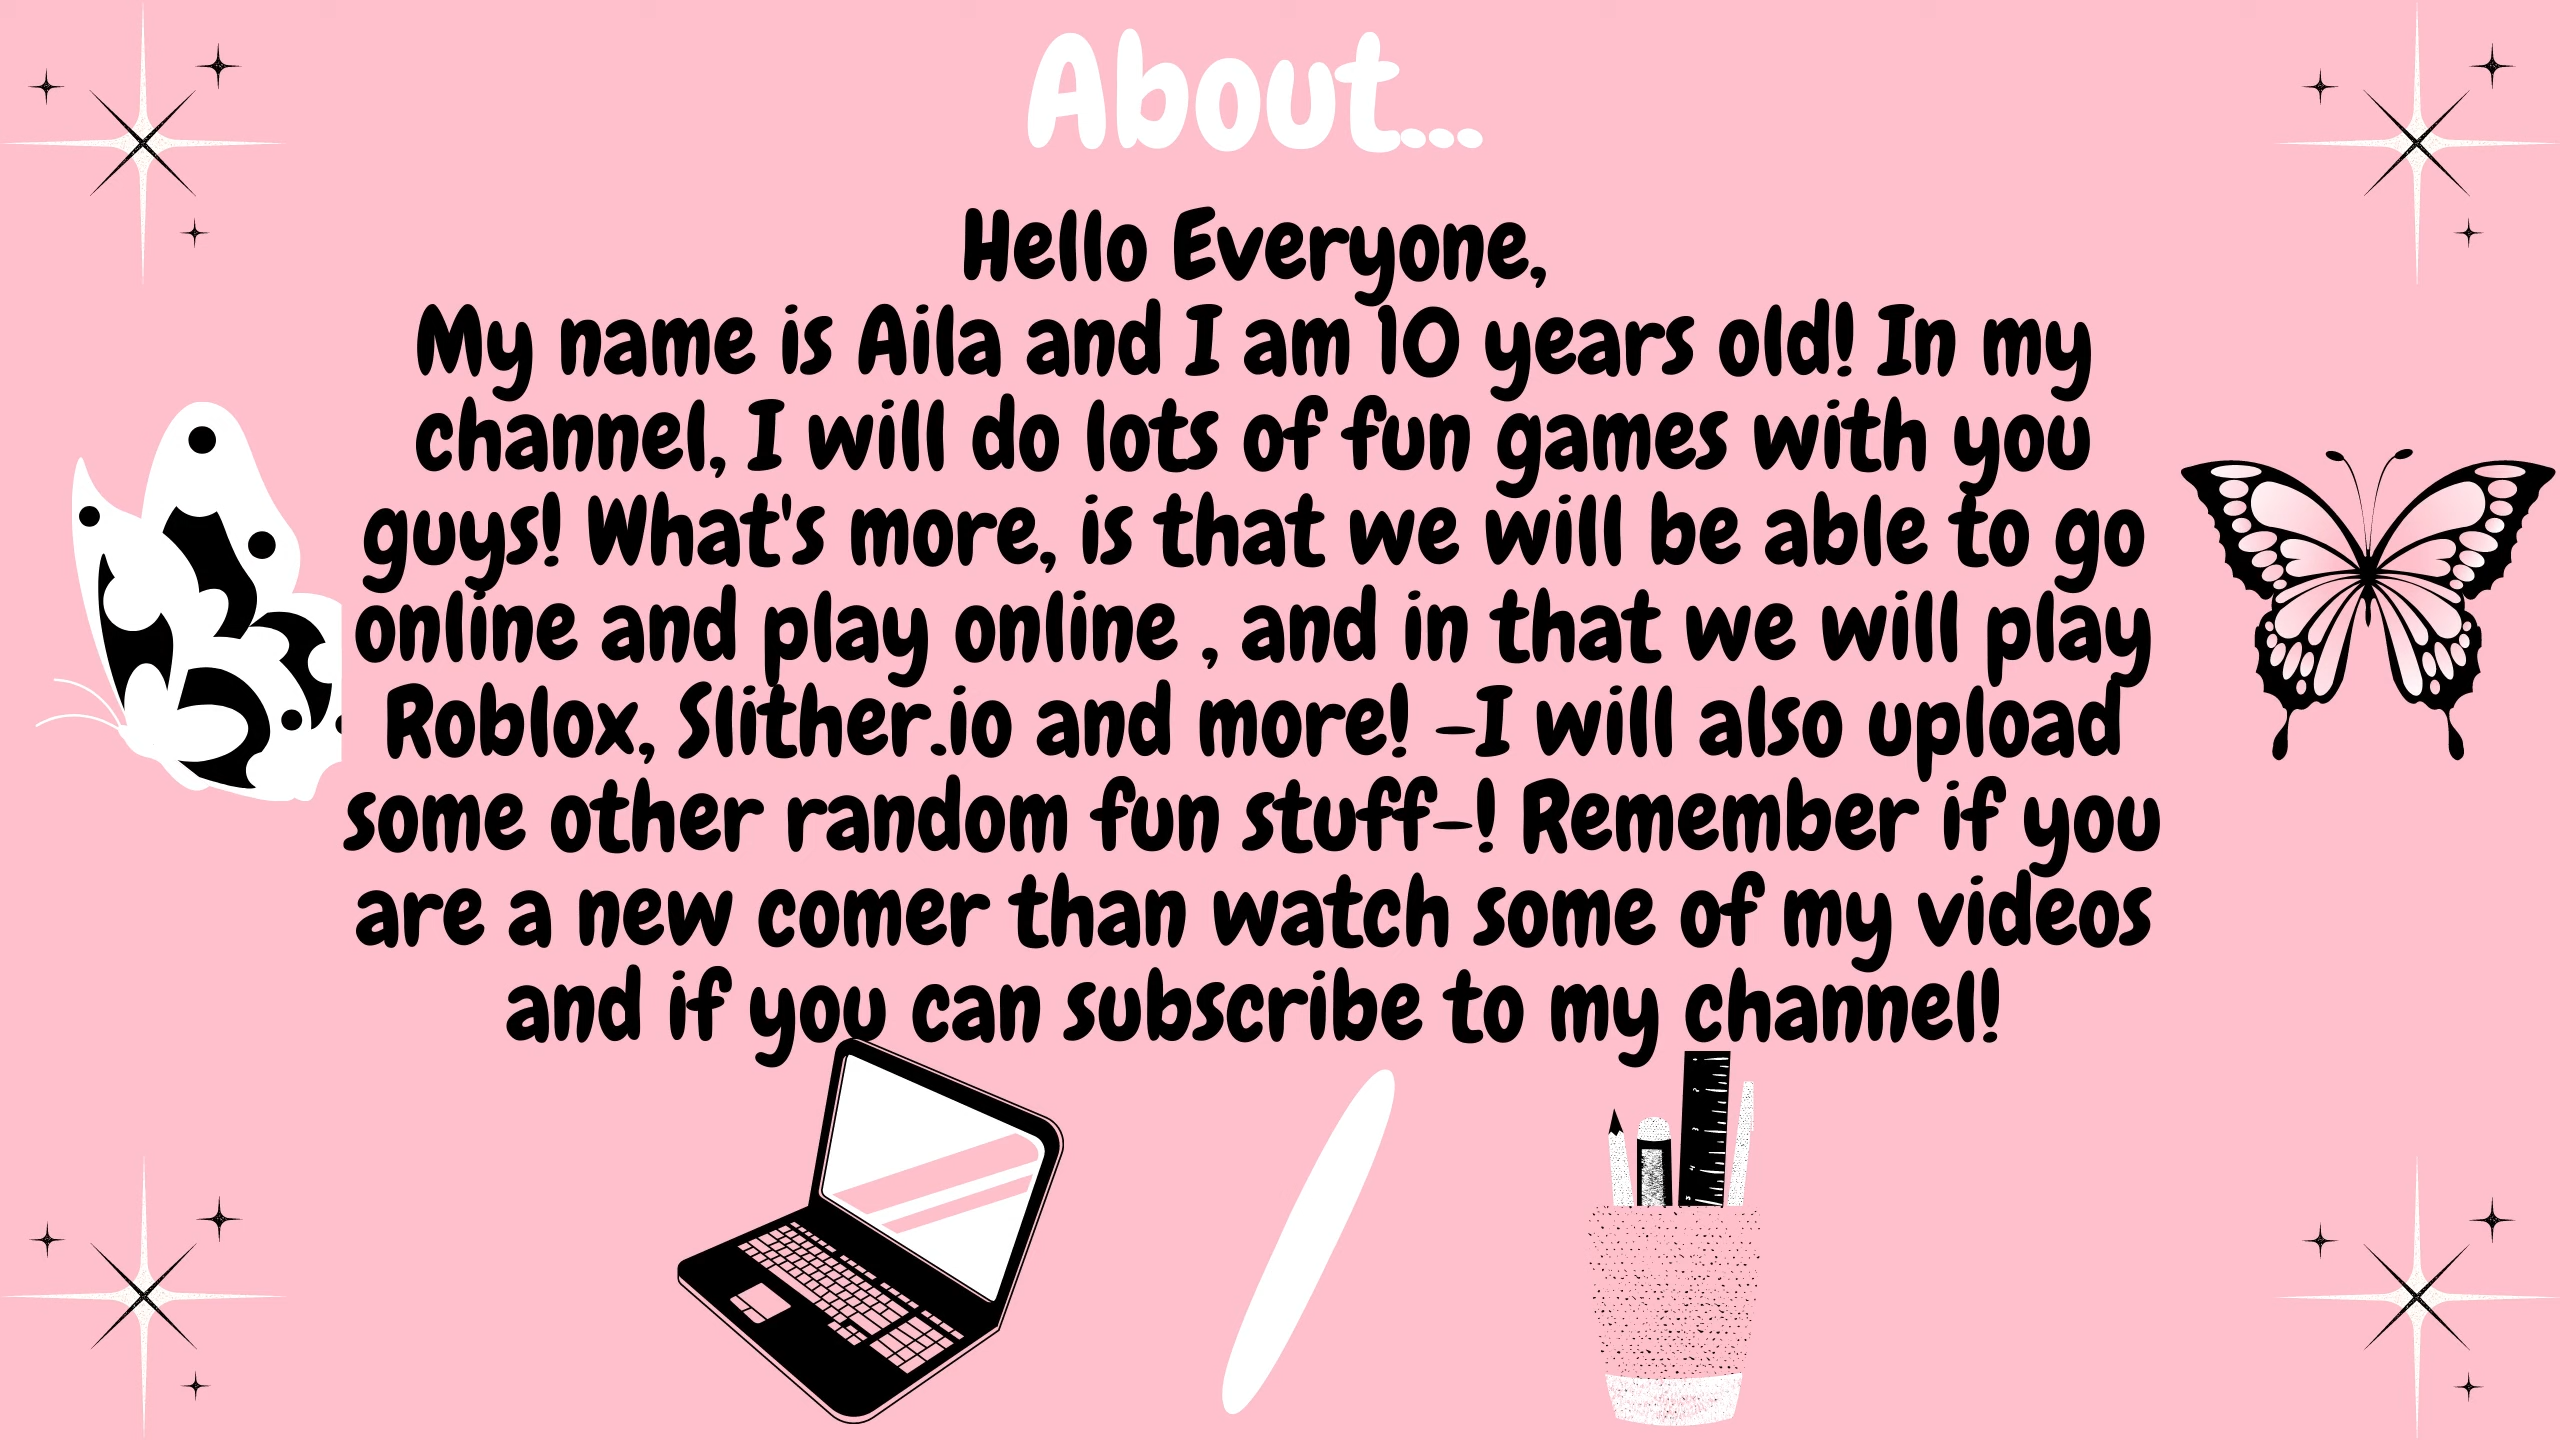 About...
Hello Everyone,
My name is Aila and I am 10 years old! In my
channel, I will do lots of fun games with you
guys! What's more, is that we will be able to go
online and play online , and in that we will play
Roblox, Slither.io and more! -I will also upload
some other random fun stuff-! Remember if you
are a new comer than watch some of my videos
and if you can subscribe to my channel!